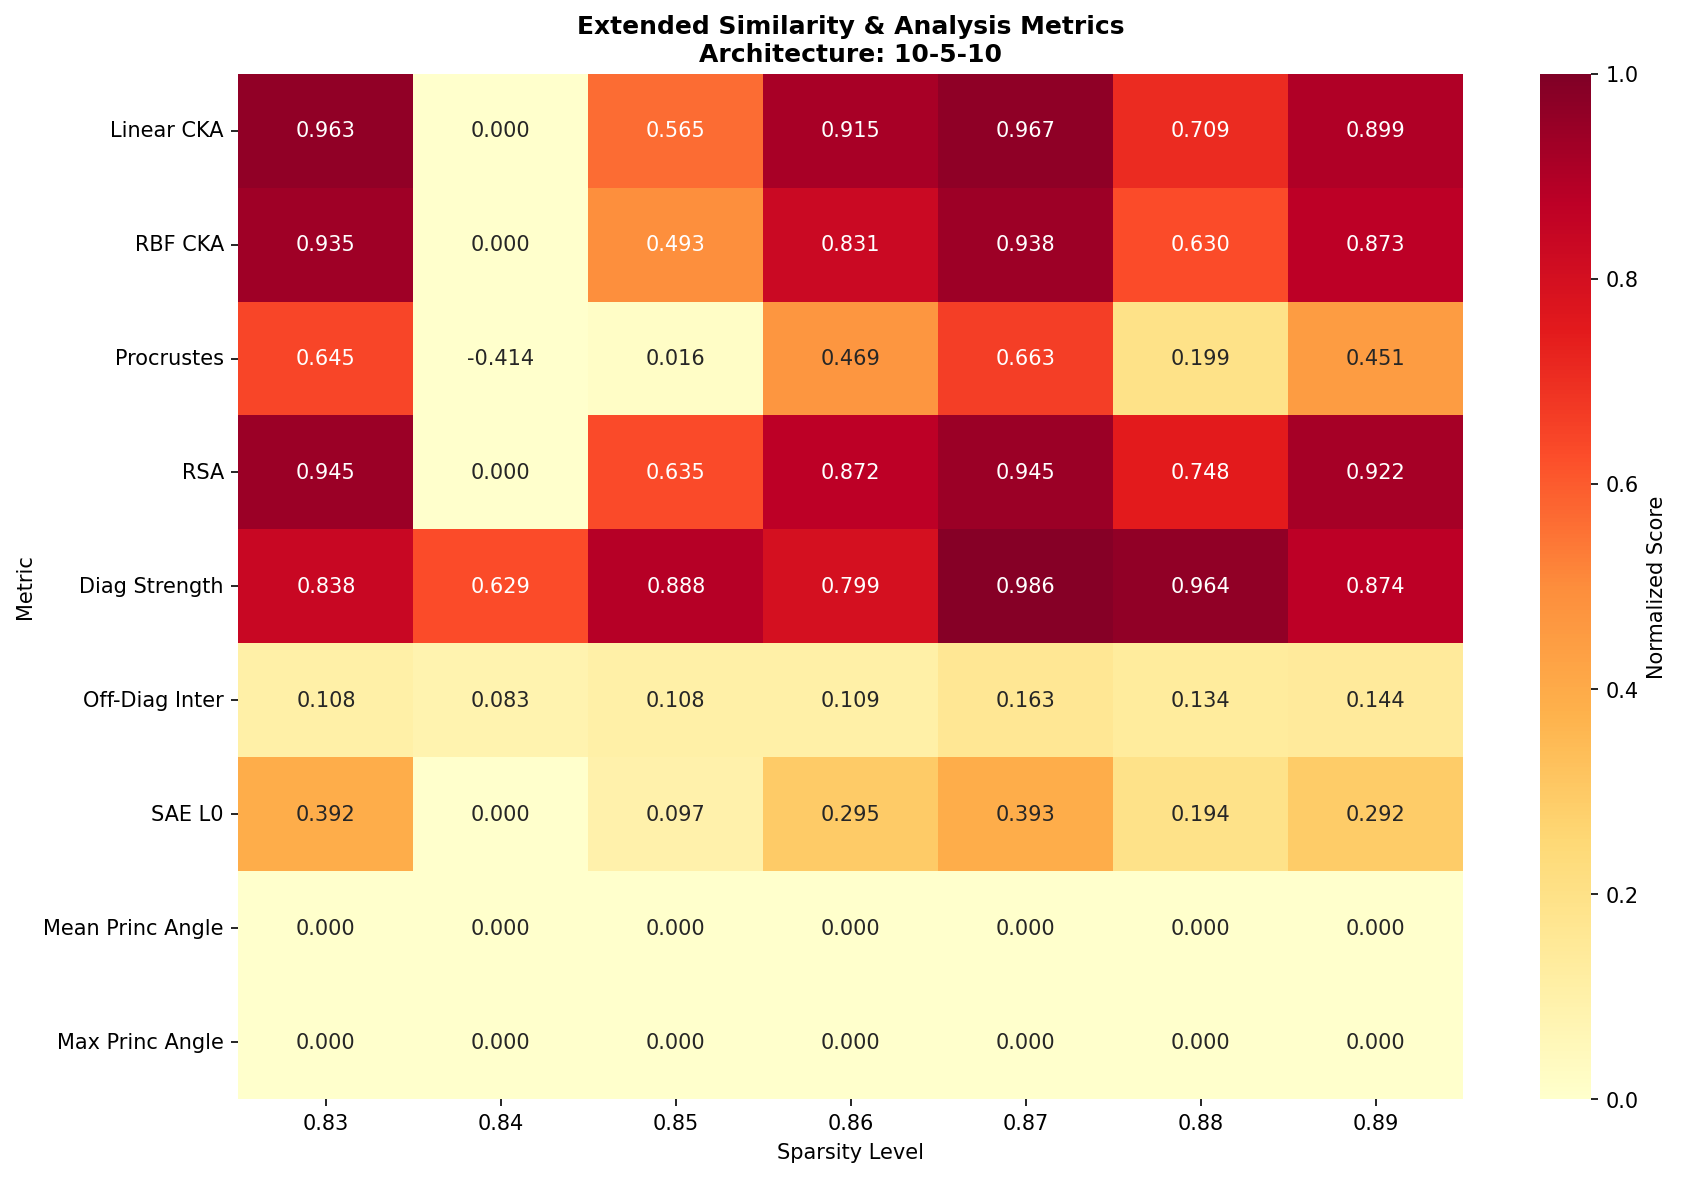 Extended Similarity & Analysis Metrics
Architecture: 10-5-10
Metric
Linear CKA 0.963 0.000 0.565 0.915 0.967 0.709 0.899
RBF CKA 0.935 0.000 0.493 0.831 0.938 0.630 0.873
Procrustes 0.645 -0.414 0.016 0.469 0.663 0.199 0.451
RSA 0.945 0.000 0.635 0.872 0.945 0.748 0.922
Diag Strength 0.838 0.629 0.888 0.799 0.986 0.964 0.874
Off-Diag Inter 0.108 0.083 0.108 0.109 0.163 0.134 0.144
SAE L0 0.392 0.000 0.097 0.295 0.393 0.194 0.292
Mean Princ Angle 0.000 0.000 0.000 0.000 0.000 0.000 0.000
Max Princ Angle 0.000 0.000 0.000 0.000 0.000 0.000 0.000
0.83 0.84 0.85 0.86 0.87 0.88 0.89
Sparsity Level
1.0
0.8
0.6
0.4
0.2
0.0
Normalized Score